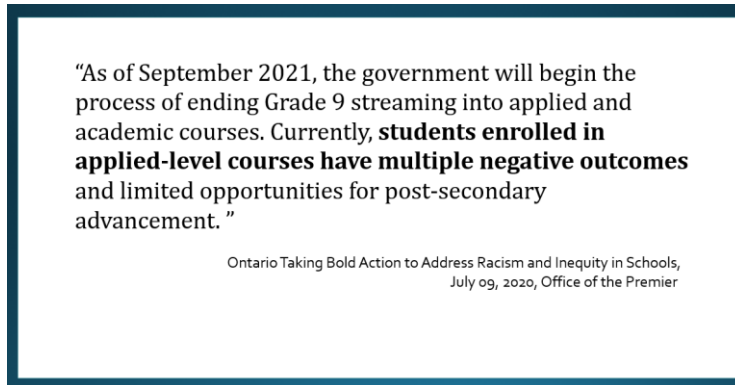 “As of September 2021, the government will begin the
process of ending Grade 9 streaming into applied and
academic courses. Currently, students enrolled in
applied-level courses have multiple negative outcomes
and limited opportunities for post-secondary
advancement. ”
Ontario Taking Bold Action to Address Racism and Inequity in Schools,
July 09, 2020, Office of the Premier